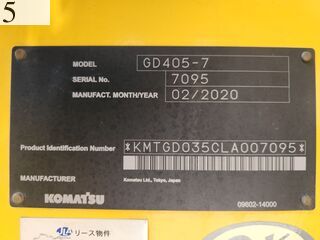 5
MODEL GD405-7
SERIAL No. 7095
MANUFACT. MONTH/YEAR 02/2020
Product Identification Number *KMTGD035CLA007095*
MANUFACTURER Komatsu Ltd., Tokyo, Japan
KOMATSU
09802-14000
リース物件